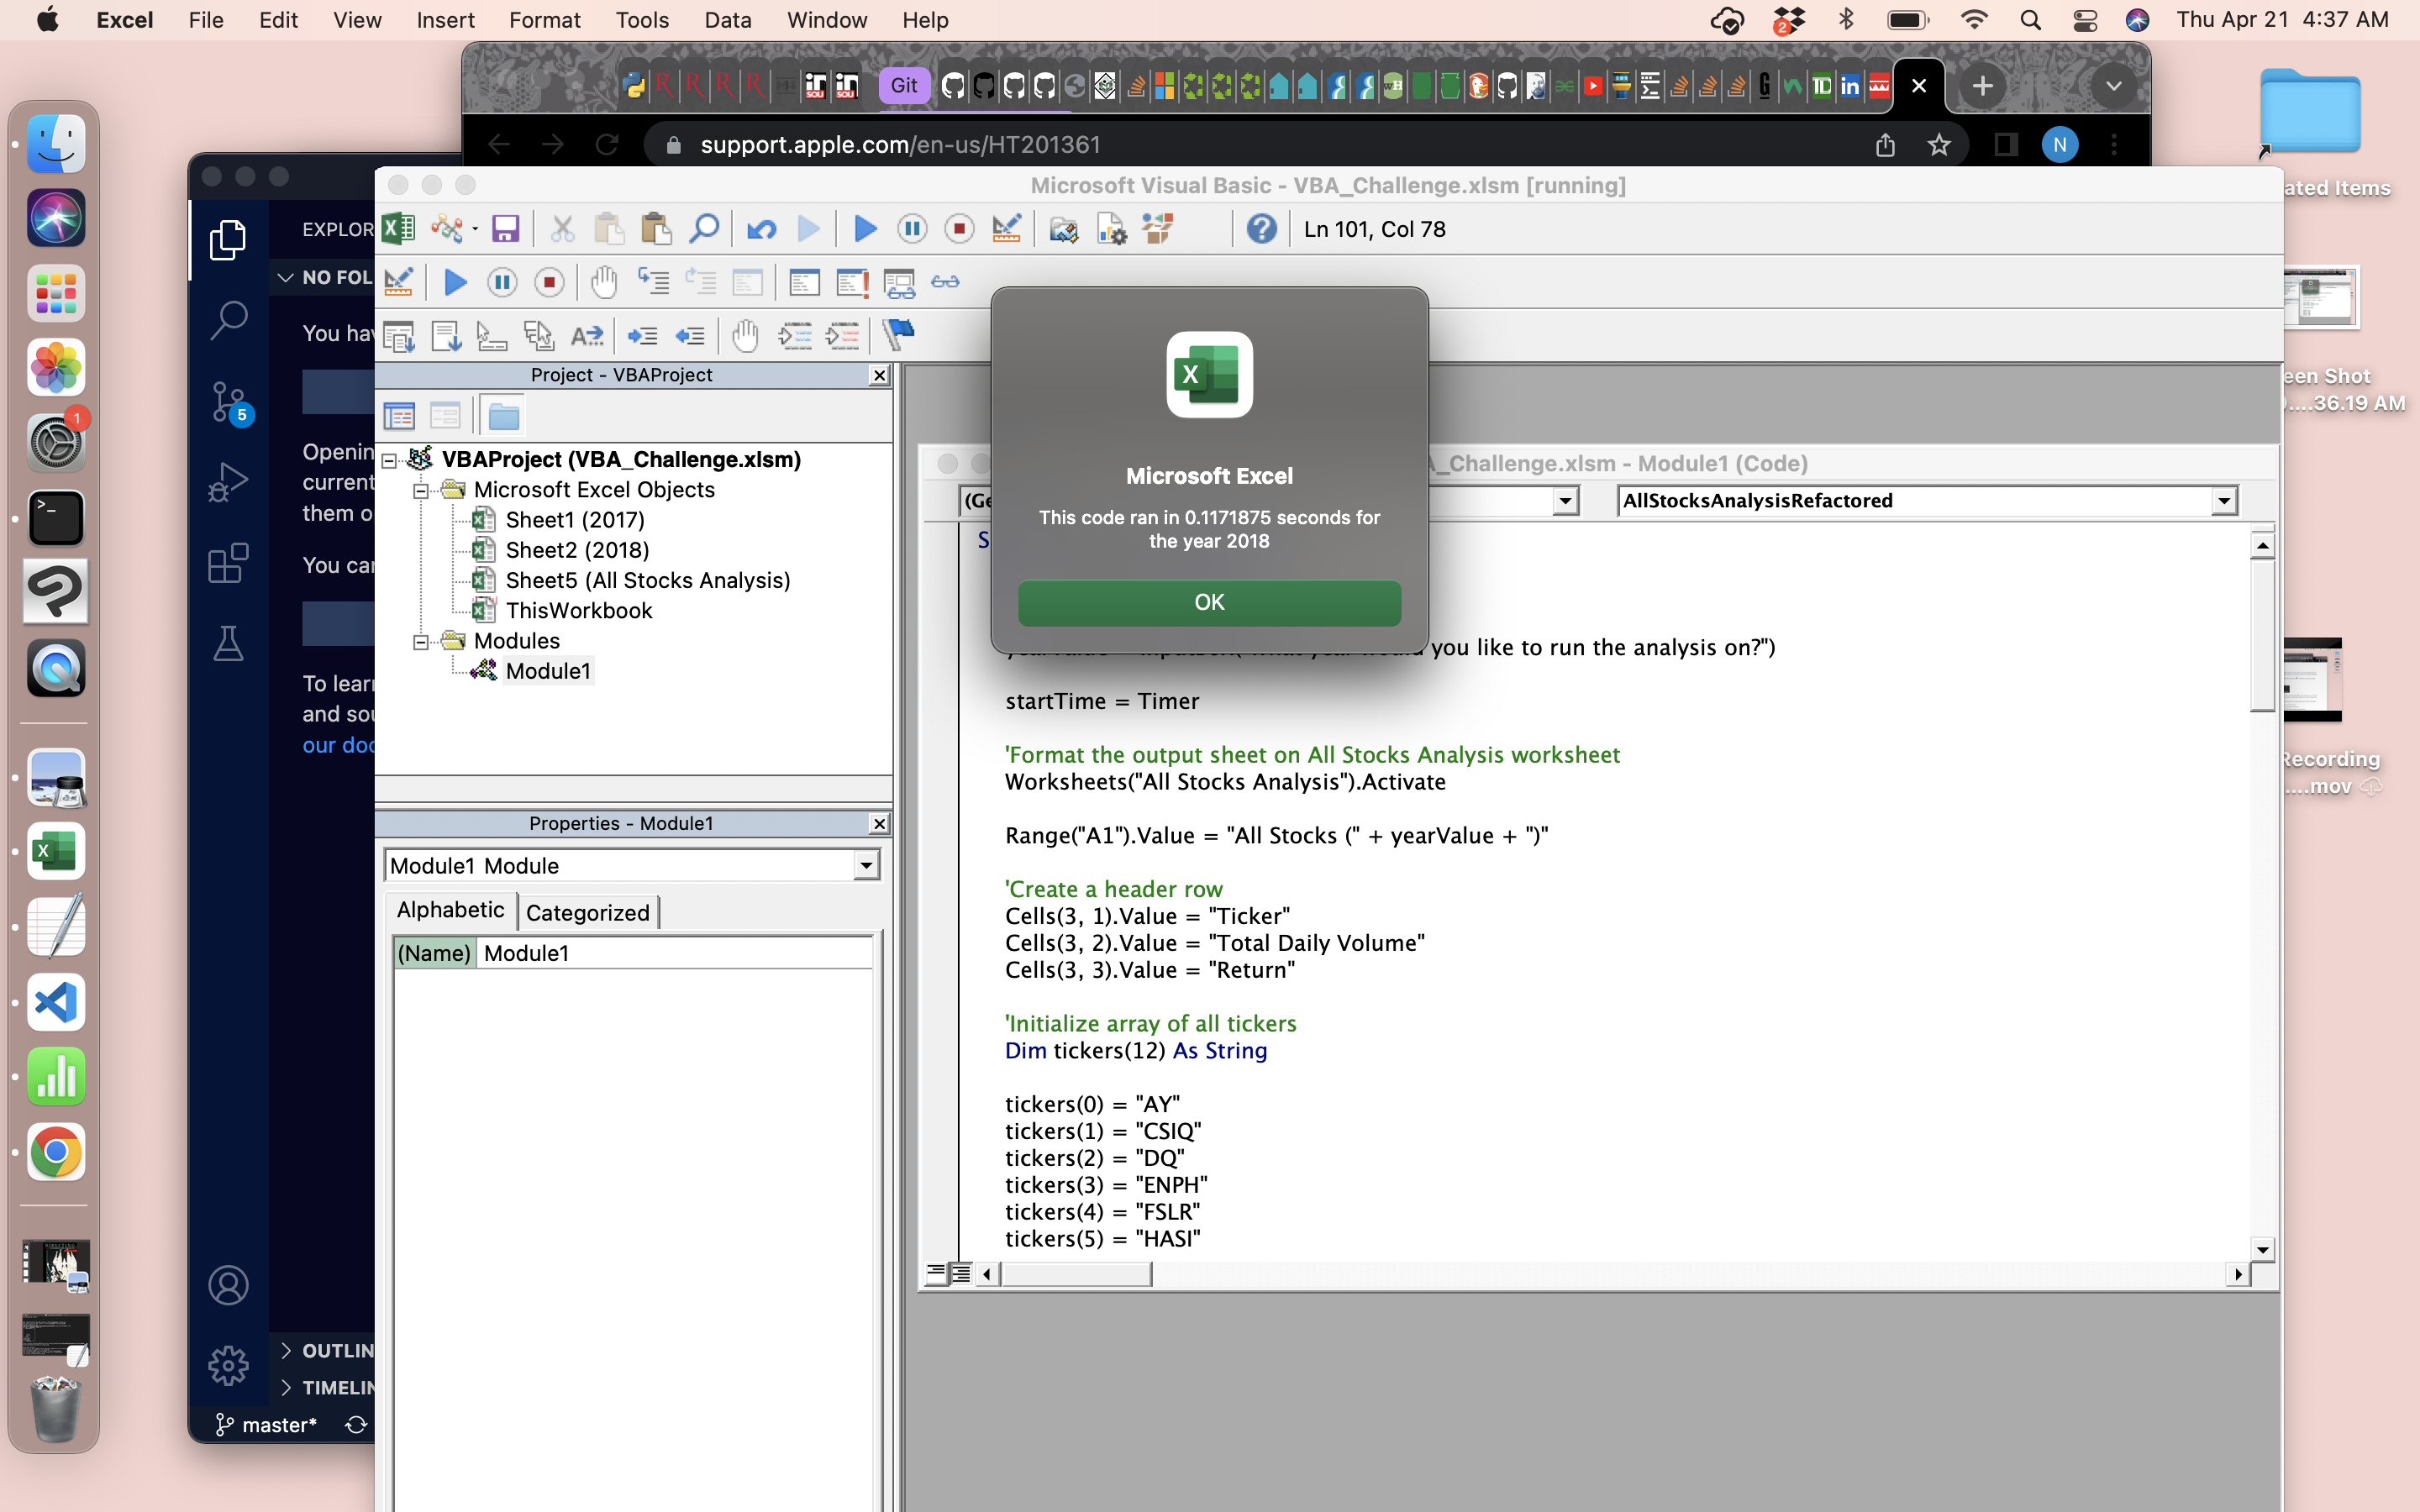 Excel File Edit View Insert Format Tools Data Window Help
2
Thu Apr 21 4:37 AM
Git
support.apple.com/en-us/HT201361
N
ated Items
Microsoft Visual Basic - VBA_Challenge.xlsm [running]
EXPLOR
Ln 101, Col 78
NO FOL
You hav
Project - VBAProject
een Shot
....36.19 AM
1
5
Openin
current
them o
You car
To learn
and sou
our doc
VBAProject (VBA_Challenge.xlsm)
Microsoft Excel Objects
Sheet1 (2017)
Sheet2 (2018)
Sheet5 (All Stocks Analysis)
ThisWorkbook
Modules
Module1
Microsoft Excel
This code ran in 0.1171875 seconds for
the year 2018
OK
_Challenge.xlsm - Module1 (Code)
(Ge
AllStocksAnalysisRefactored
S
you like to run the analysis on?")
startTime = Timer
'Format the output sheet on All Stocks Analysis worksheet
Worksheets("All Stocks Analysis").Activate
Range("A1").Value = "All Stocks (" + yearValue + ")"
'Create a header row
Cells(3, 1).Value = "Ticker"
Cells(3, 2).Value = "Total Daily Volume"
Cells(3, 3).Value = "Return"
'Initialize array of all tickers
Dim tickers(12) As String
tickers(0) = "AY"
tickers(1) = "CSIQ"
tickers(2) = "DQ"
tickers(3) = "ENPH"
tickers(4) = "FSLR"
tickers(5) = "HASI"
Recording
....mov
Properties - Module1
Module1 Module
Alphabetic
Categorized
(Name) Module1
OUTLIN
TIMELIN
master*